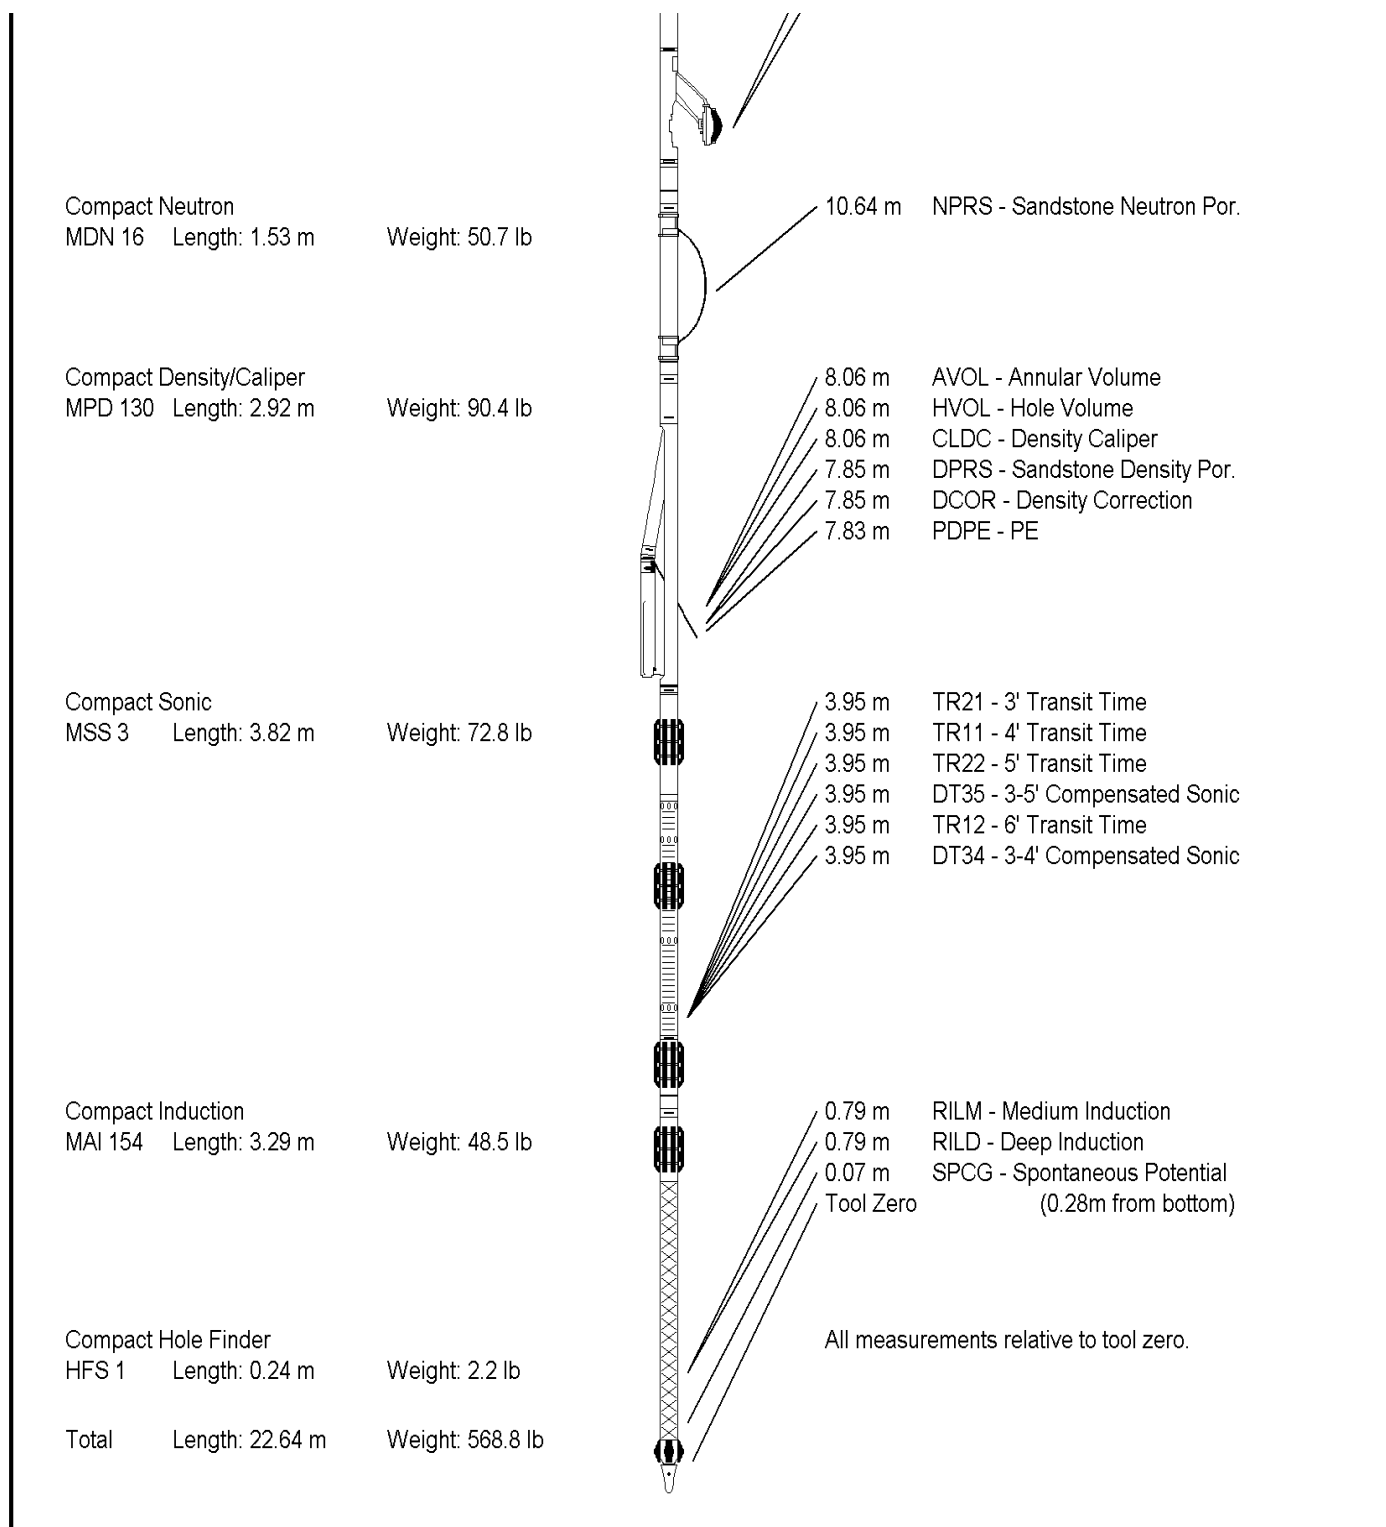 Compact Neutron
MDN 16 Length: 1.53 m Weight: 50.7 lb
10.64 m NPRS - Sandstone Neutron Por.
Compact Density/Caliper
MPD 130 Length: 2.92 m Weight: 90.4 lb
8.06 m AVOL - Annular Volume
8.06 m HVOL - Hole Volume
8.06 m CLDC - Density Caliper
7.85 m DPRS - Sandstone Density Por.
7.85 m DCOR - Density Correction
7.83 m PDPE - PE
Compact Sonic
MSS 3 Length: 3.82 m Weight: 72.8 lb
3.95 m TR21 - 3' Transit Time
3.95 m TR11 - 4' Transit Time
3.95 m TR22 - 5' Transit Time
3.95 m DT35 - 3-5' Compensated Sonic
3.95 m TR12 - 6' Transit Time
3.95 m DT34 - 3-4' Compensated Sonic
Compact Induction
MAI 154 Length: 3.29 m Weight: 48.5 lb
0.79 m RILM - Medium Induction
0.79 m RILD - Deep Induction
0.07 m SPCG - Spontaneous Potential
Tool Zero (0.28m from bottom)
Compact Hole Finder
HFS 1 Length: 0.24 m Weight: 2.2 lb
All measurements relative to tool zero.
Total Length: 22.64 m Weight: 568.8 lb